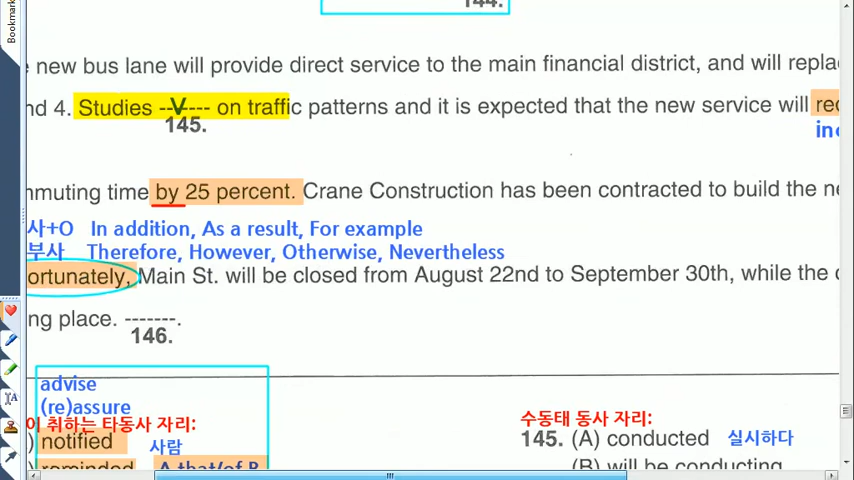 Bookmark
144.
new bus lane will provide direct service to the main financial district, and will repla
nd 4. Studies --V--- on traffic patterns and it is expected that the new service will
145.
in
mmuting time by 25 percent. Crane Construction has been contracted to build the
사+O In addition, As a result, For example
부사 Therefore, However, Otherwise, Nevertheless
ortunately, Main St. will be closed from August 22nd to September 30th, while the
ng place. -------.
146.
advise
(re)assure
이 취하는 타동사 자리:
) notified 사람
) reminded A that/of B
수동태 동사 자리:
145. (A) conducted 실시하다
(B) will be conducting